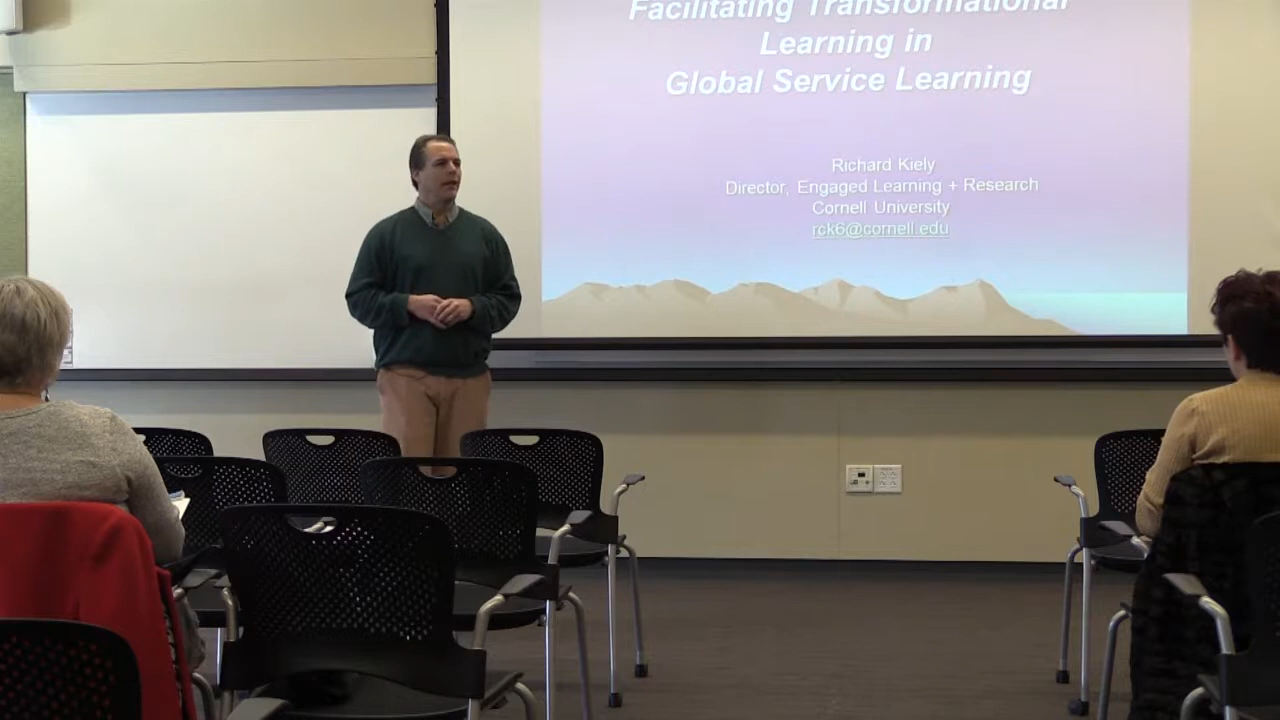 Facilitating Transformational
Learning in
Global Service Learning
Richard Kiely
Director, Engaged Learning + Research
Cornell University
rck6@cornell.edu